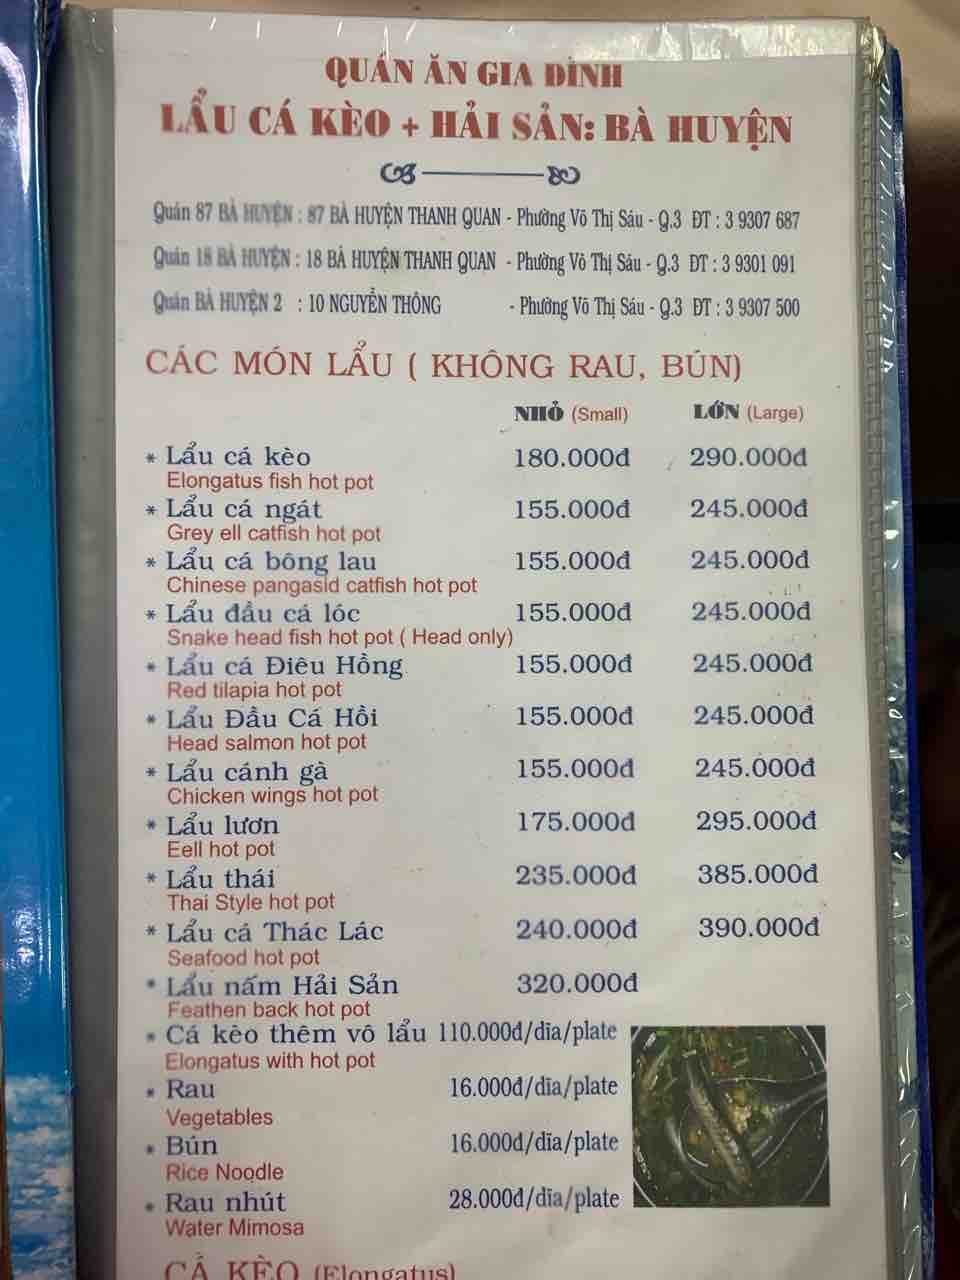 QUÁN ĂN GIA ĐÌNH
LẨU CÁ KÈO + HẢI SẢN: BÀ HUYỆN
Quán 87 BÀ HUYỆN : 87 BÀ HUYỆN THANH QUAN - Phường Võ Thị Sáu - Q.3 ĐT : 3 9307 687
Quán 18 BÀ HUYỆN : 18 BÀ HUYỆN THANH QUAN - Phường Võ Thị Sáu - Q.3 ĐT : 3 9301 091
Quán BÀ HUYỆN 2 : 10 NGUYỄN THÔNG - Phường Võ Thị Sáu - Q.3 ĐT : 3 9307 500
CÁC MÓN LẨU ( KHÔNG RAU, BÚN)
NHỎ (Small) LỚN (Large)
* Lẩu cá kèo 180.000đ 290.000đ
Elongatus fish hot pot
* Lẩu cá ngát 155.000đ 245.000đ
Grey ell catfish hot pot
* Lẩu cá bông lau 155.000đ 245.000đ
Chinese pangasid catfish hot pot
* Lẩu đầu cá lóc 155.000đ 245.000đ
Snake head fish hot pot ( Head only)
* Lẩu cá Điêu Hồng 155.000đ 245.000đ
Red tilapia hot pot
* Lẩu Đầu Cá Hồi 155.000đ 245.000đ
Head salmon hot pot
* Lẩu cánh gà 155.000đ 245.000đ
Chicken wings hot pot
* Lẩu lươn 175.000đ 295.000đ
Eell hot pot
* Lẩu thái 235.000đ 385.000đ
Thai Style hot pot
* Lẩu cá Thác Lác 240.000đ 390.000đ
Seafood hot pot
* Lẩu nấm Hải Sản 320.000đ
Feathen back hot pot
* Cá kèo thêm vô lẩu 110.000đ/dĩa/plate
Elongatus with hot pot
* Rau 16.000đ/dĩa/plate
Vegetables
* Bún 16.000đ/dĩa/plate
Rice Noodle
* Rau nhút 28.000đ/dĩa/plate
Water Mimosa
CÁ KÈO (Elongatus)